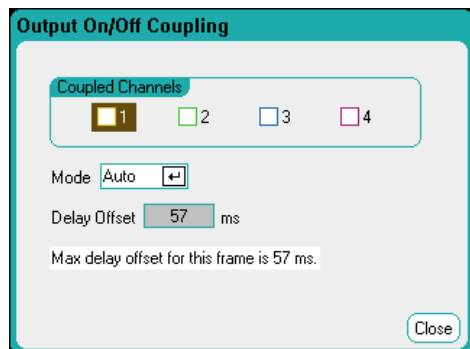 Output On/Off Coupling
Coupled Channels
1 2 3 4
Mode Auto
Delay Offset 57 ms
Max delay offset for this frame is 57 ms.
Close